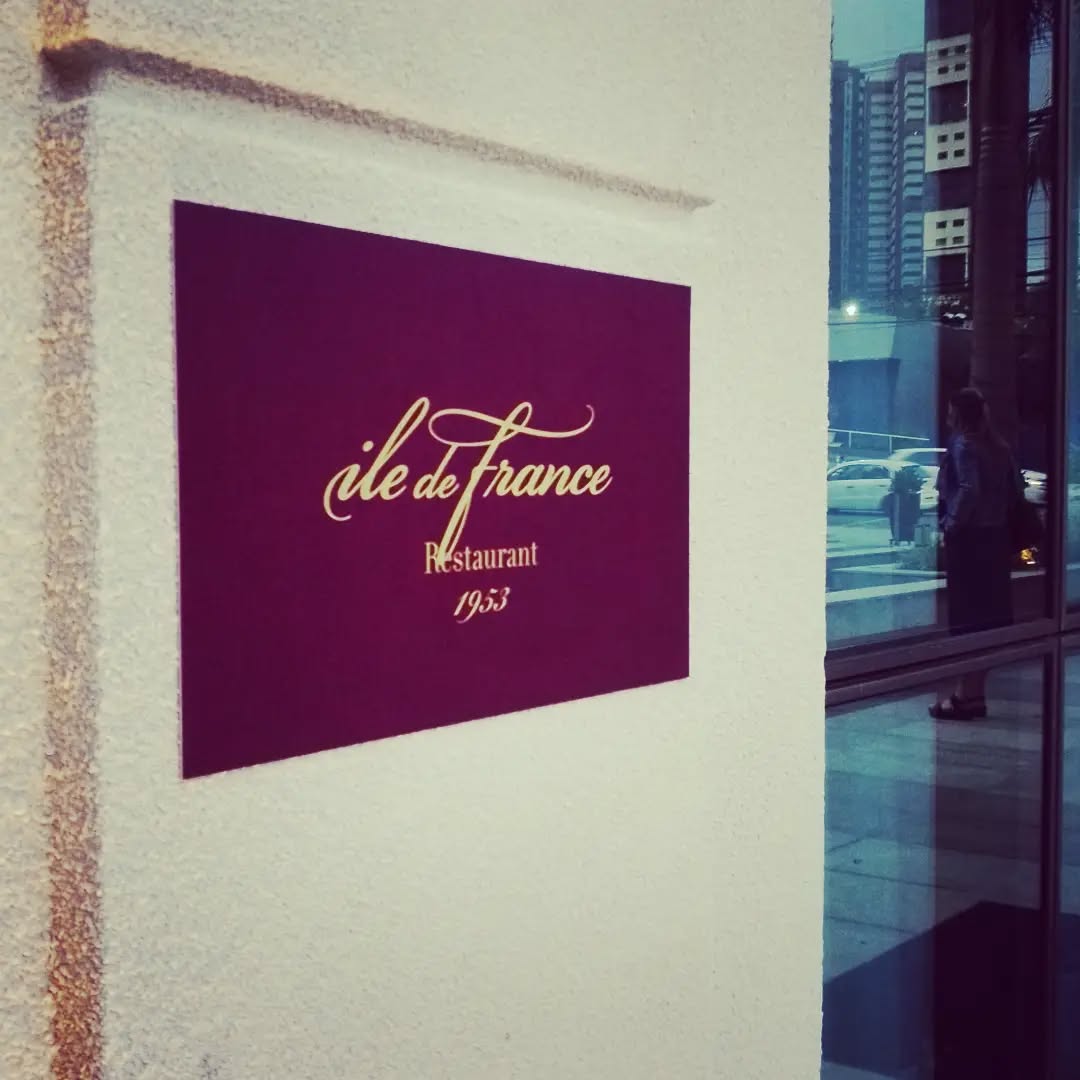 ile de france
Restaurant
1953